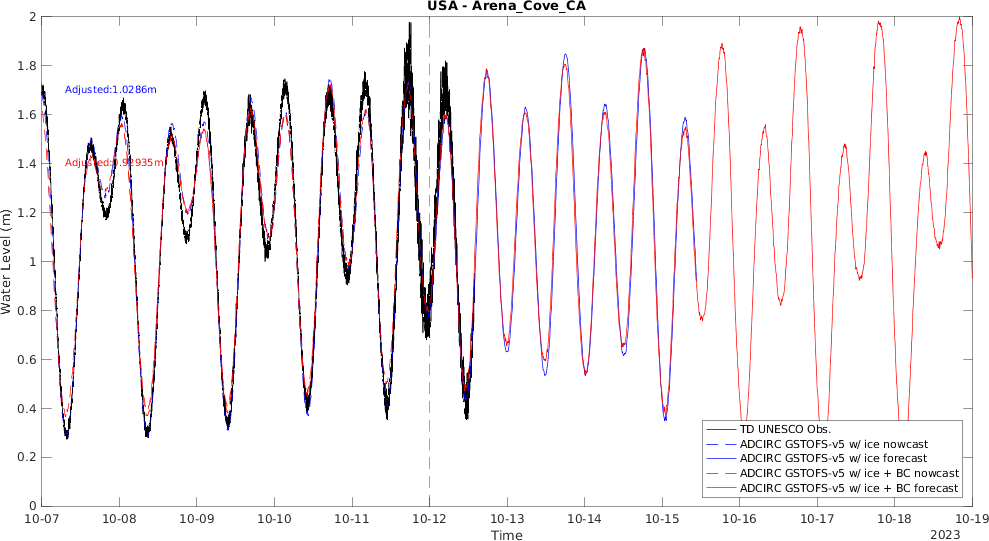 USA - Arena_Cove_CA
2
1.8
1.6
1.4
1.2
1
0.8
0.6
0.4
0.2
0
Water Level (m)
Adjusted:1.0286m
Adjusted:0.92935m
TD UNESCO Obs.
ADCIRC GSTOFS-v5 w/ ice nowcast
ADCIRC GSTOFS-v5 w/ ice forecast
ADCIRC GSTOFS-v5 w/ ice + BC nowcast
ADCIRC GSTOFS-v5 w/ ice + BC forecast
10-07 10-08 10-09 10-10 10-11 10-12 10-13 10-14 10-15 10-16 10-17 10-18 10-19
Time
2023